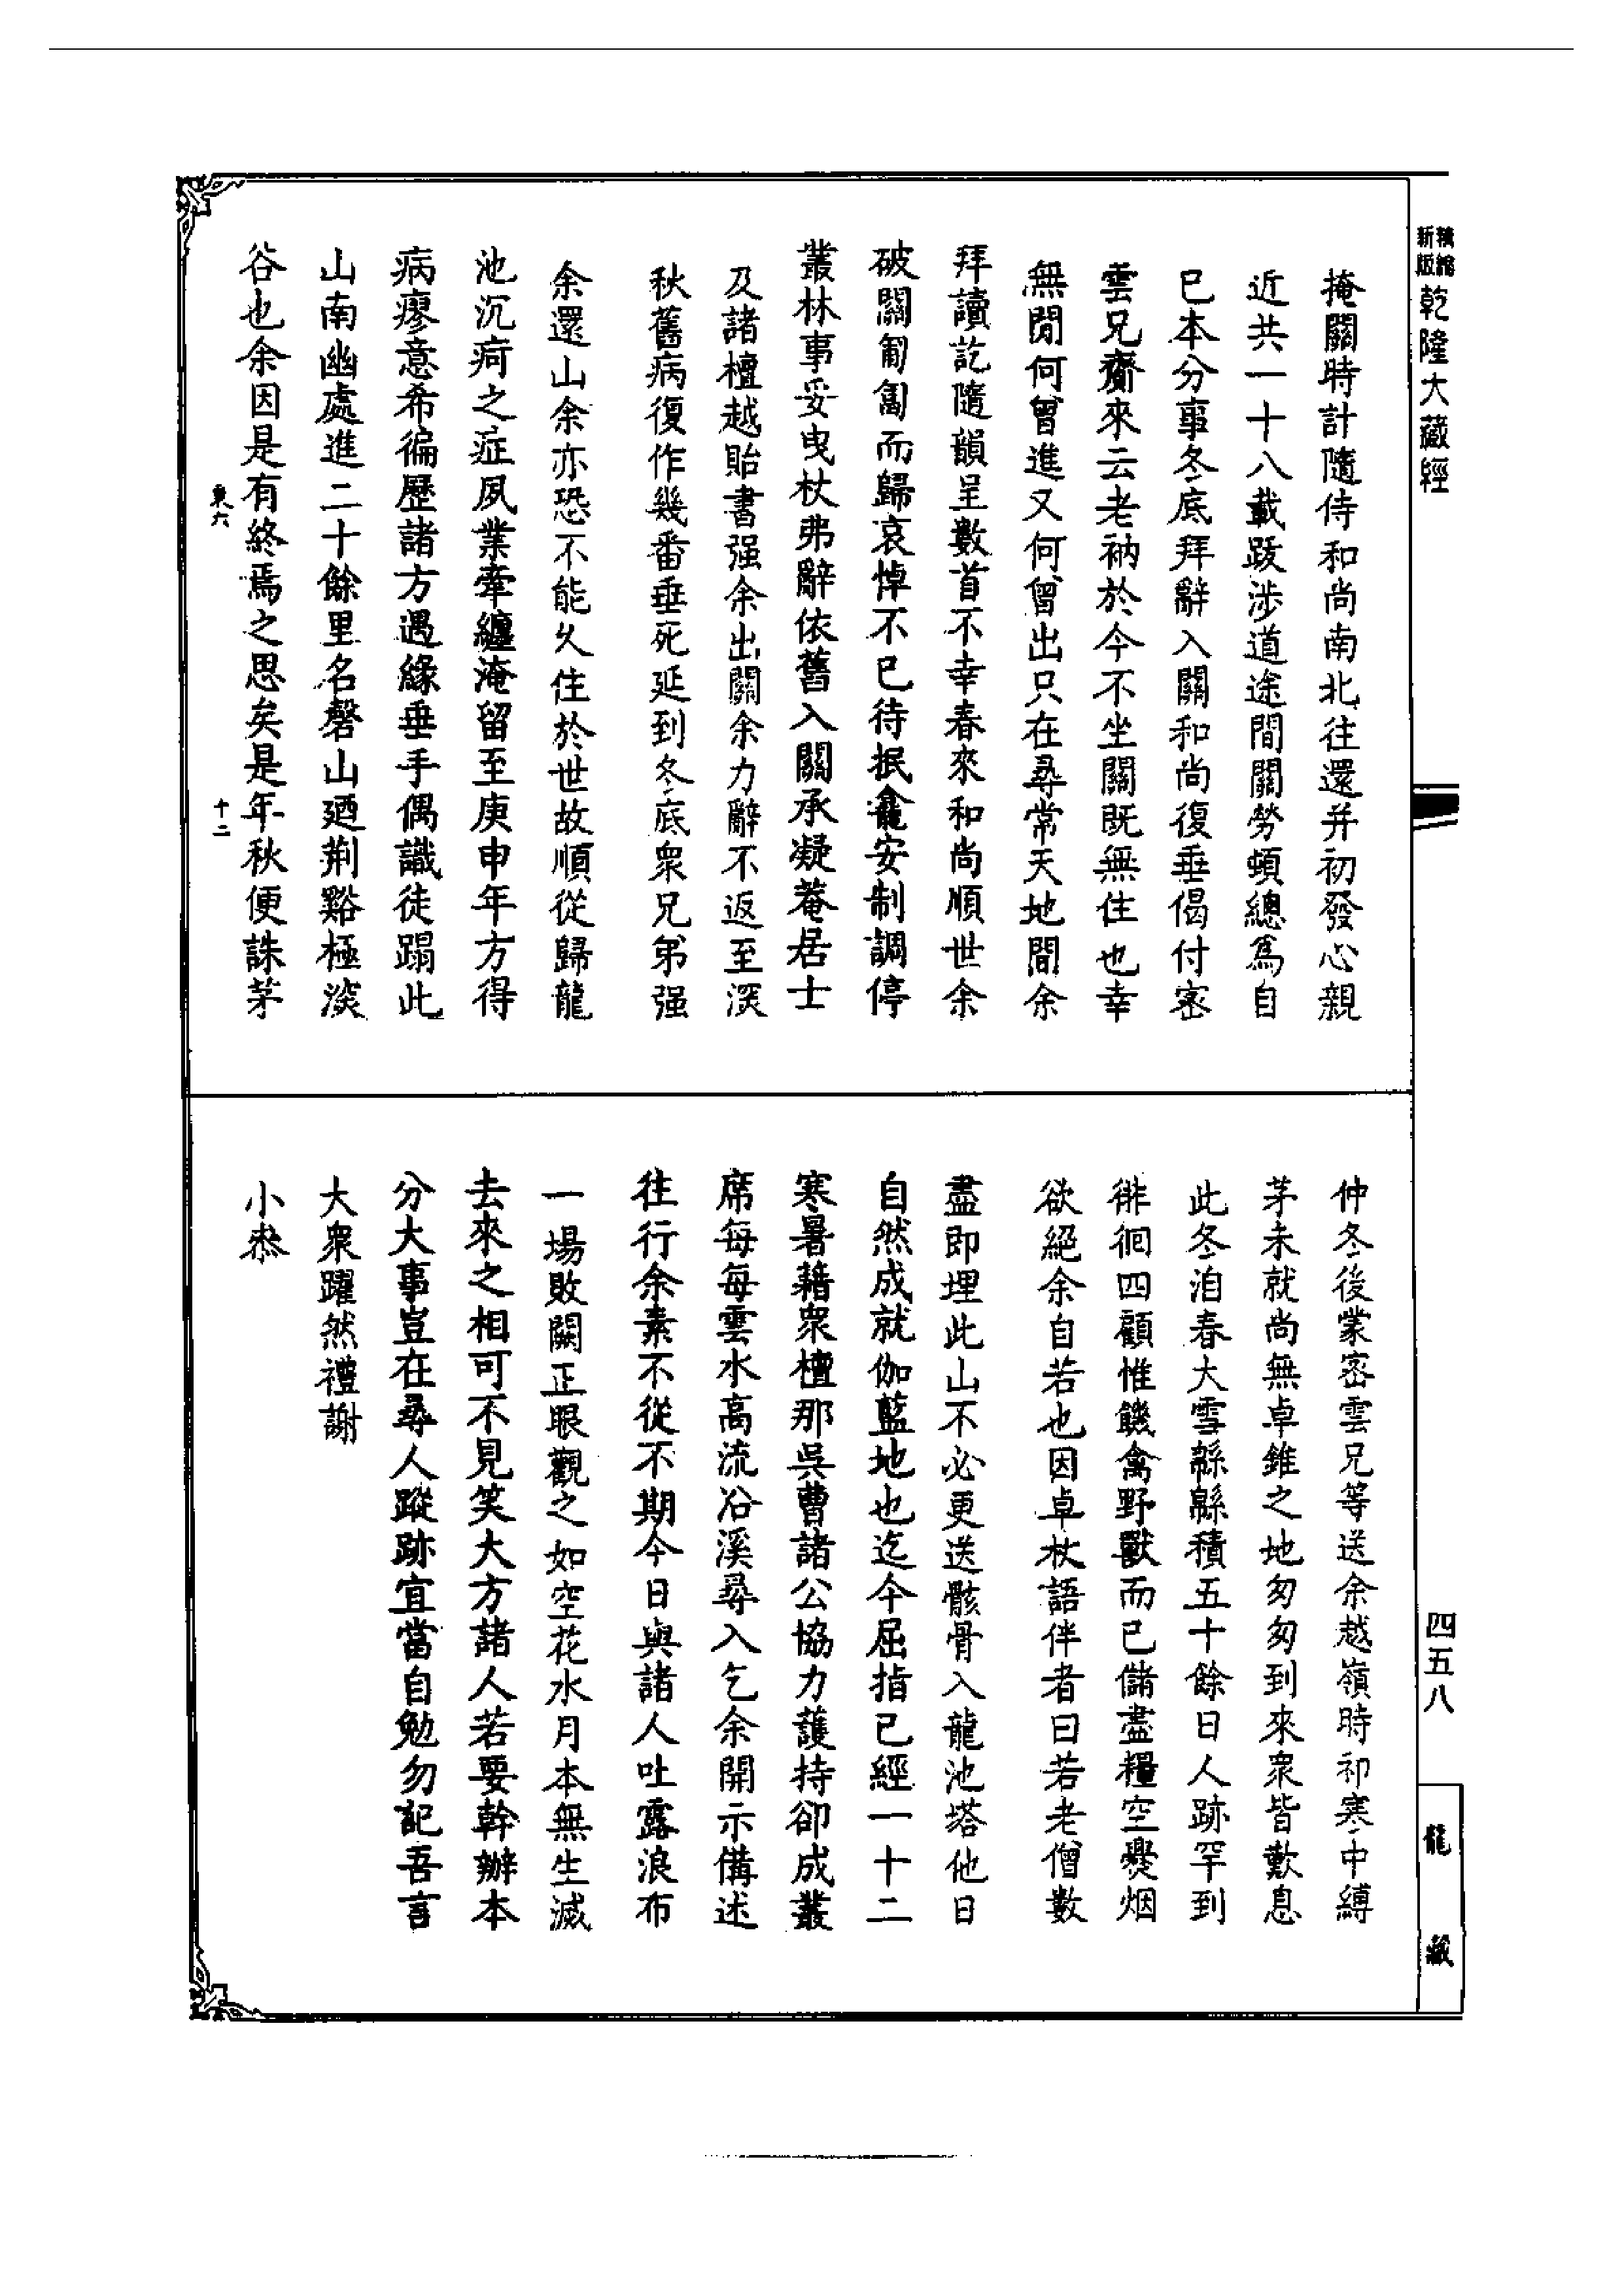 精縮新版乾隆大藏經
掩關時計隨侍和尚南北往還并初發心親
近共一十八載跋涉道途間關勞頓總為自
已本分事冬底拜辭入關和尚復垂偈付密
雲兄齎來云老衲於今不坐關既無住也幸
無閒何曾進又何曾出只在尋常天地間余
拜讀訖隨韻呈數首不幸春來和尚順世余
破關匍匐而歸哀悼不已待抿龕安制調停
叢林事妥曳杖弗辭依舊入關承凝菴居士
及諸檀越貽書强余出關余力辭不返至深
秋舊病復作幾番垂死延到冬底眾兄弟强
余還山余亦恐不能久住於世故順從歸龍
池沉疴之症夙業牽纏淹留至庚申年方得
病瘳意希徧歷諸方遇緣垂手偶識徒蹋此
山南幽處進二十餘里名磬山廼荆谿極深
谷也余因是有終焉之思矣是年秋便誅茅
東六
十二
仲冬後蒙密雲兄等送余越嶺時祁寒中縛
茅未就尚無卓錐之地匆匆到來眾皆歎息
此冬洎春大雪緜緜積五十餘日人跡罕到
徘徊四顧惟饑禽野獸而已儲盡糧空爨烟
欲絕余自若也因卓杖語伴者曰若老僧數
盡即埋此山不必更送骸骨入龍池塔他日
自然成就伽藍地也迄今屈指已經一十二
寒暑藉眾檀那吳曹諸公協力護持卻成叢
席每每雲水高流沿溪尋入乞余開示備述
往行余素不從不期今日與諸人吐露浪布
一場敗闕正眼觀之如空花水月本無生滅
去來之相可不見笑大方諸人若要幹辦本
分大事豈在尋人蹤跡宜當自勉勿記吾言
大眾躍然禮謝
小叅
四五八
龍藏